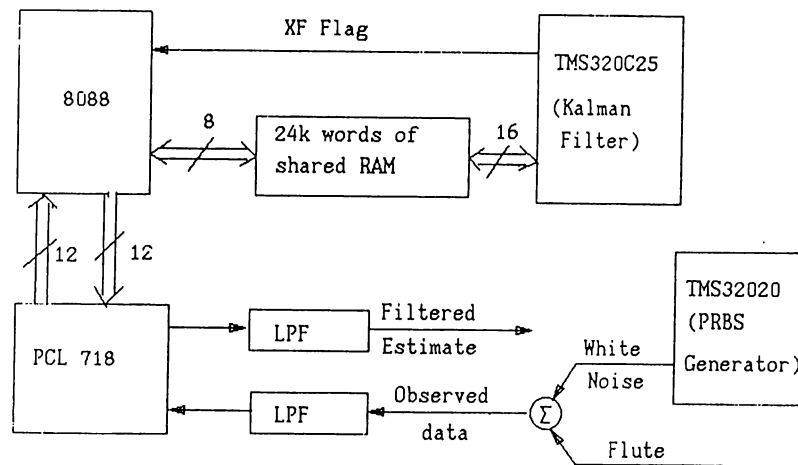 XF Flag
TMS320C25
(Kalman
Filter)
8088
8
24k words of
shared RAM
16
12
12
TMS32020
(PRBS
Generator)
PCL 718
LPF
Filtered
Estimate
White
Noise
LPF
Observed
data
Σ
Flute